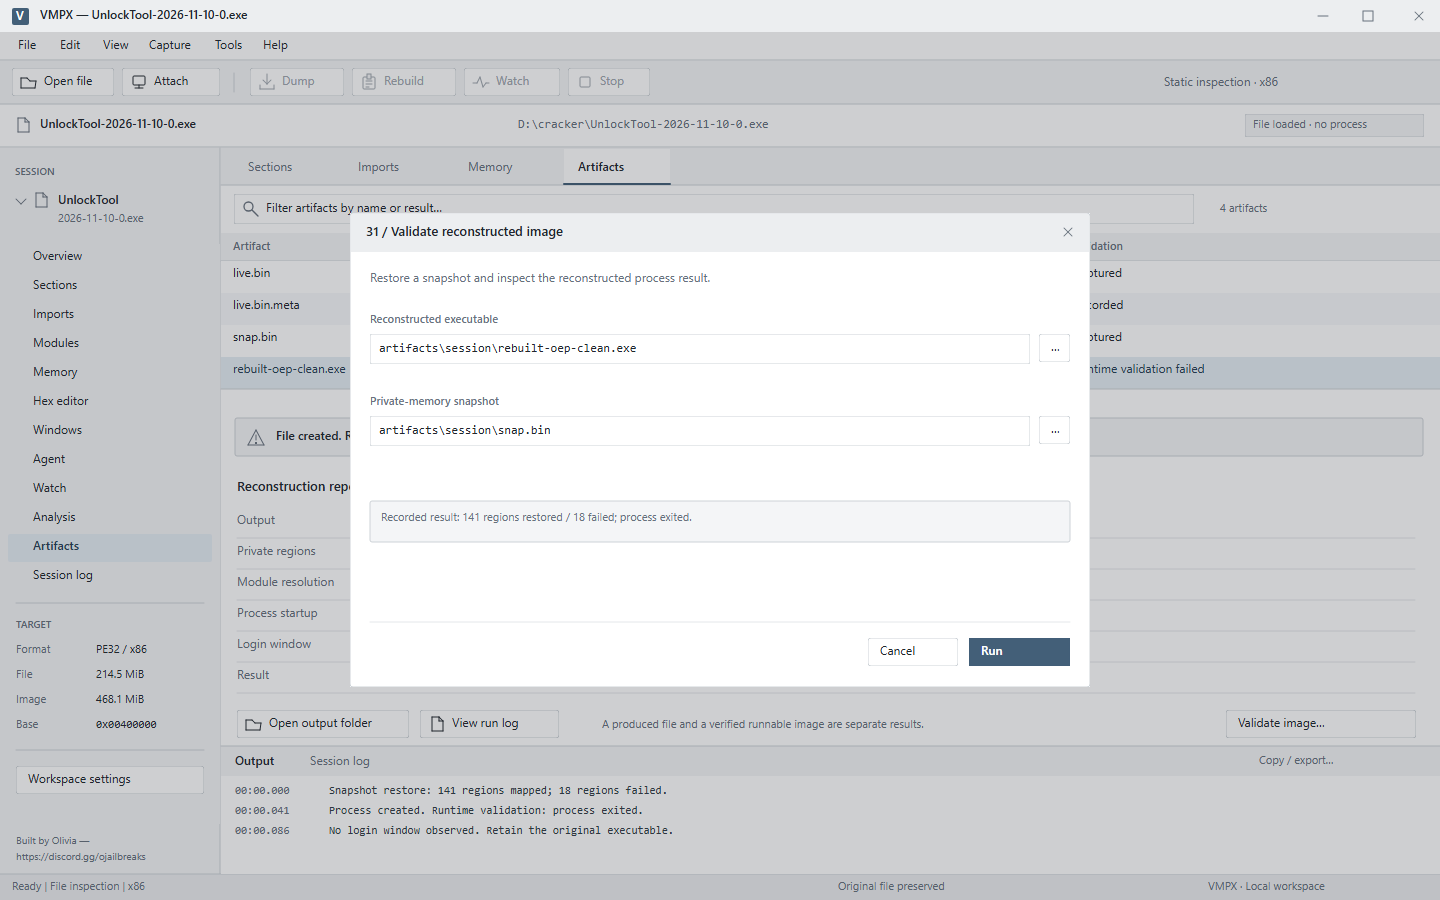 V VMPX — UnlockTool-2026-11-10-0.exe
File Edit View Capture Tools Help
Open file Attach Dump Rebuild Watch Stop Static inspection · x86
UnlockTool-2026-11-10-0.exe D:\cracker\UnlockTool-2026-11-10-0.exe File loaded · no process
SESSION
UnlockTool
2026-11-10-0.exe
Overview
Sections
Imports
Modules
Memory
Hex editor
Windows
Agent
Watch
Analysis
Artifacts
Session log
TARGET
Format PE32 / x86
File 214.5 MiB
Image 468.1 MiB
Base 0x00400000
Workspace settings
Built by Olivia —
https://discord.gg/ojailbreaks
Sections Imports Memory Artifacts
Filter artifacts by name or result... 4 artifacts
Artifact dation
live.bin ptured
live.bin.meta corded
snap.bin ptured
rebuilt-oep-clean.exe ntime validation failed
File created. R
Reconstruction repo
Output
Private regions
Module resolution
Process startup
Login window
Result
31 / Validate reconstructed image
Restore a snapshot and inspect the reconstructed process result.
Reconstructed executable
artifacts\session\rebuilt-oep-clean.exe ...
Private-memory snapshot
artifacts\session\snap.bin ...
Recorded result: 141 regions restored / 18 failed; process exited.
Cancel Run
Open output folder View run log A produced file and a verified runnable image are separate results. Validate image...
Output Session log Copy / export...
00:00.000 Snapshot restore: 141 regions mapped; 18 regions failed.
00:00.041 Process created. Runtime validation: process exited.
00:00.086 No login window observed. Retain the original executable.
Ready | File inspection | x86 Original file preserved VMPX · Local workspace